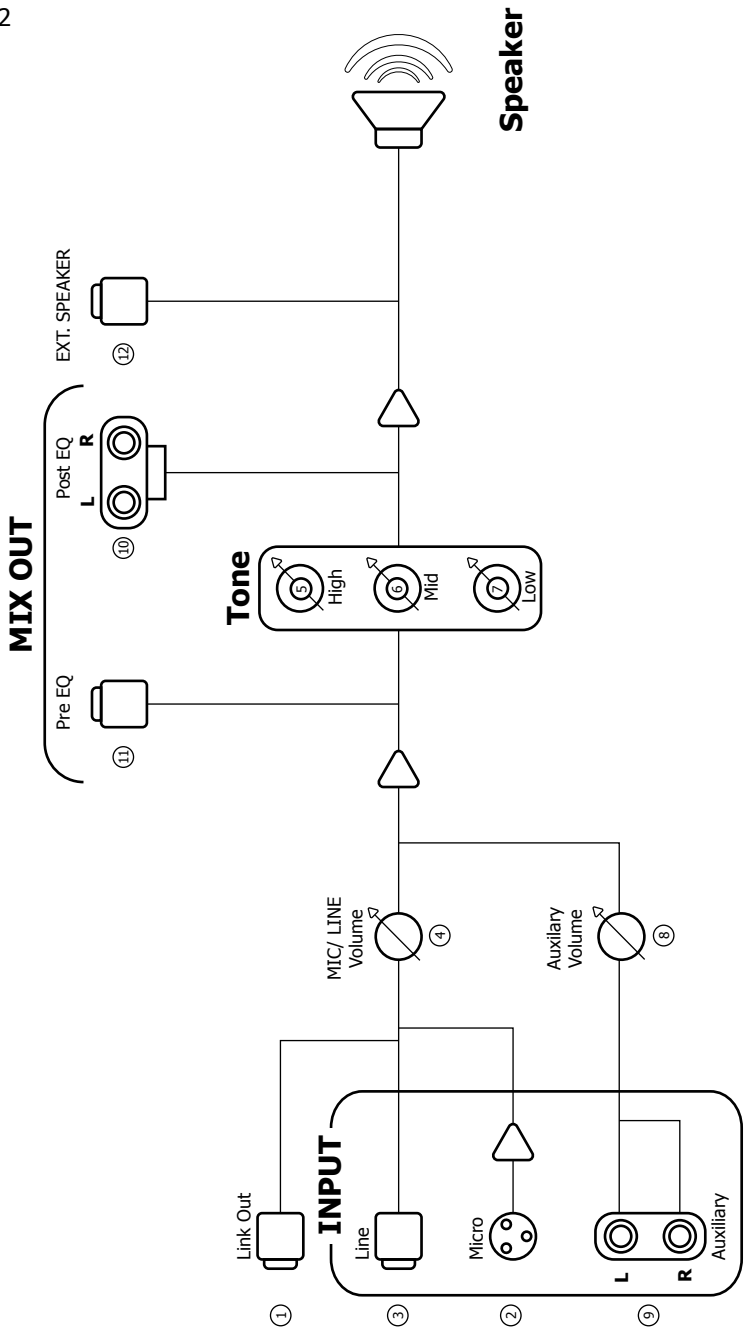 2
MIX OUT
EXT. SPEAKER
12
Post EQ
L
R
10
Pre EQ
11
Speaker
Tone
5
High
6
Mid
7
Low
MIC/ LINE
Volume
4
Auxilary
Volume
8
Link Out
1
INPUT
Line
3
Micro
2
L
R
Auxiliary
9